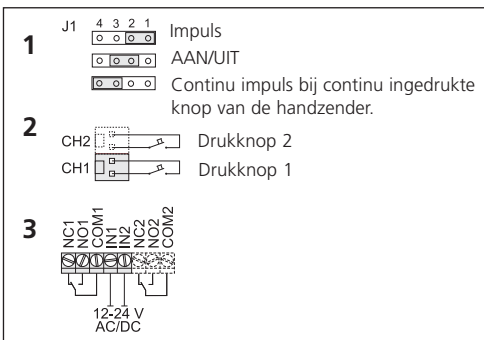 1
J1 4 3 2 1 Impuls
AAN/UIT
Continu impuls bij continu ingedrukte
knop van de handzender.
2
CH2 Drukknop 2
CH1 Drukknop 1
3
NC1 NO1 COM1 IN1 IN2 NC2 NO2 COM2
12-24 V
AC/DC